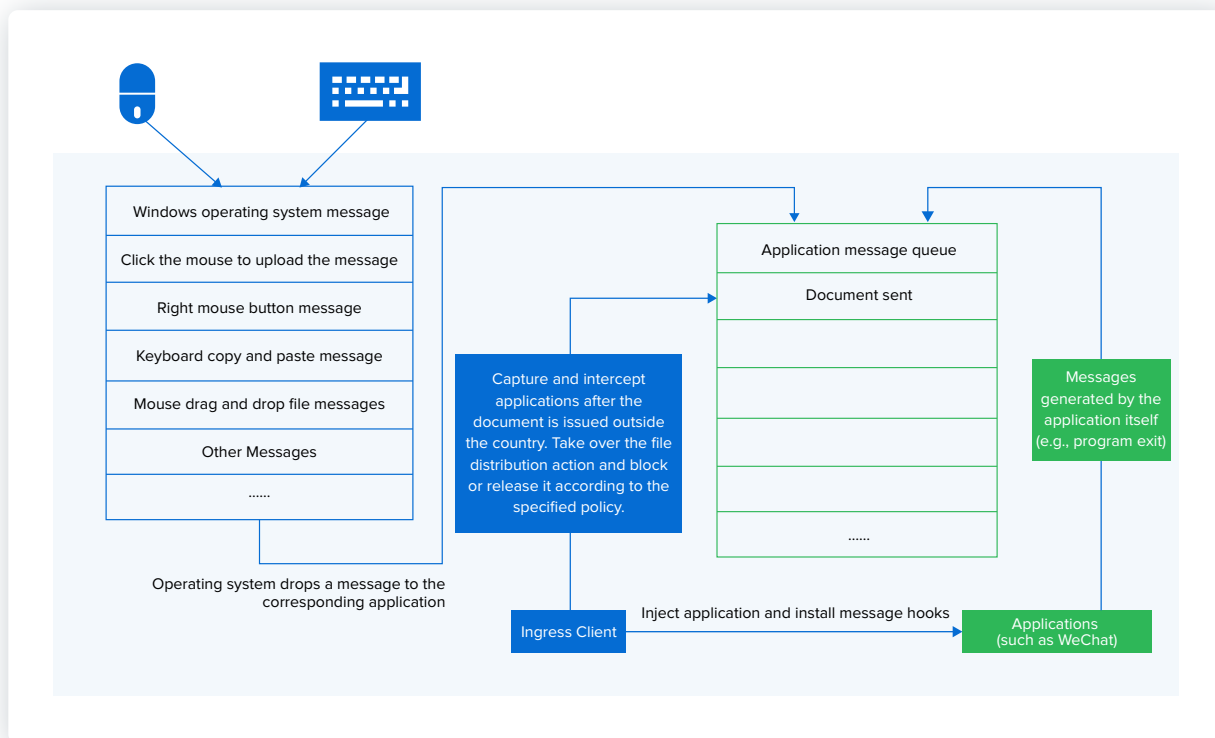 Windows operating system message
Click the mouse to upload the message
Right mouse button message
Keyboard copy and paste message
Mouse drag and drop file messages
Other Messages
......
Operating system drops a message to the
corresponding application
Capture and intercept
applications after the
document is issued outside
the country. Take over the file
distribution action and block
or release it according to the
specified policy.
Ingress Client
Inject application and install message hooks
Application message queue
Document sent
......
Messages
generated by the
application itself
(e.g., program exit)
Applications
(such as WeChat)